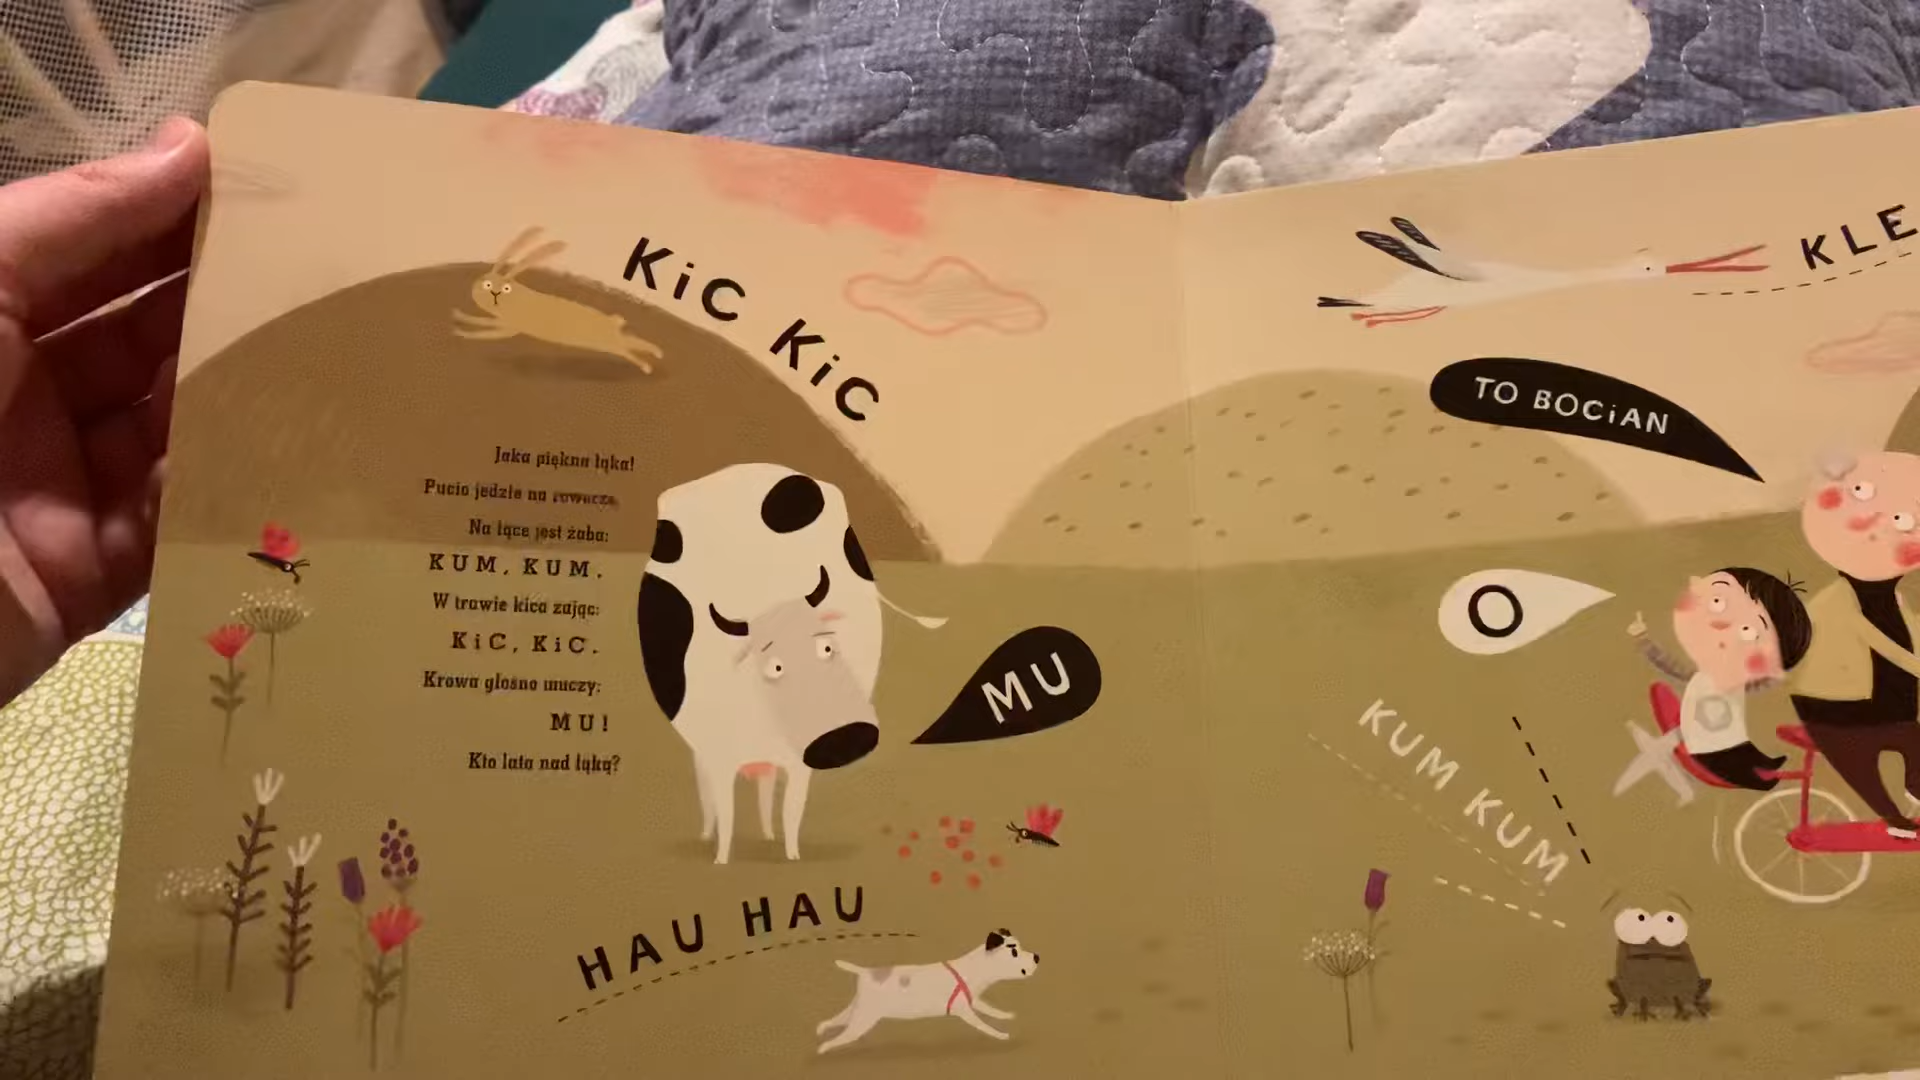 KiC KiC
Jaka piękna łąka!
Pucio jedzie na rowerze.
Na łące jest żaba:
KUM, KUM.
W trawie kica zając:
KiC, KiC.
Krowa głośno muczy:
MU!
Kto lata nad łąką?
MU
HAU HAU
KLE
TO BOCiAN
O
KUM KUM